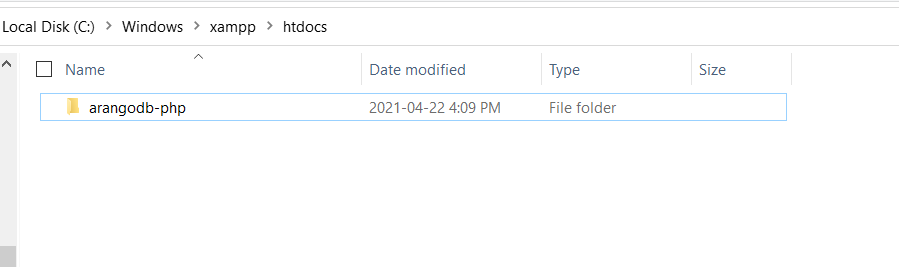 Local Disk (C:) > Windows > xampp > htdocs
Name Date modified Type Size
arangodb-php 2021-04-22 4:09 PM File folder